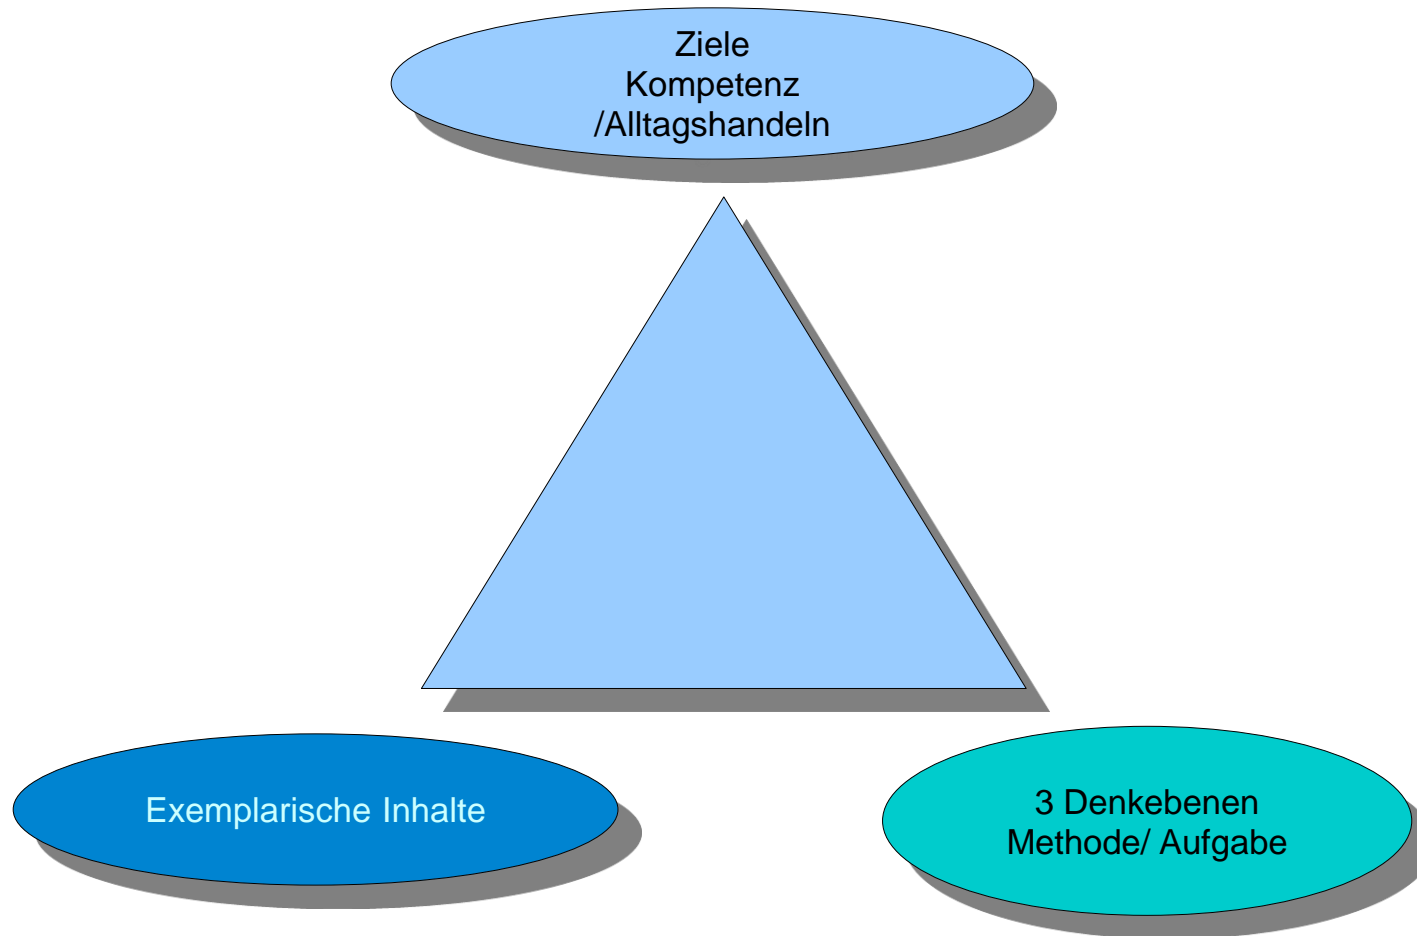 Ziele
Kompetenz
/Alltagshandeln
Exemplarische Inhalte
3 Denkebenen
Methode/ Aufgabe